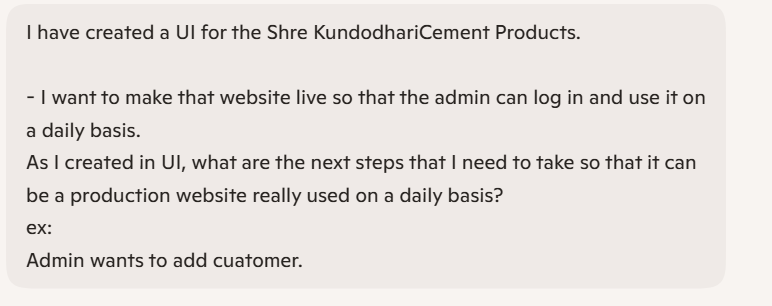 I have created a UI for the Shre KundodhariCement Products.
- I want to make that website live so that the admin can log in and use it on
a daily basis.
As I created in UI, what are the next steps that I need to take so that it can
be a production website really used on a daily basis?
ex:
Admin wants to add cuatomer.